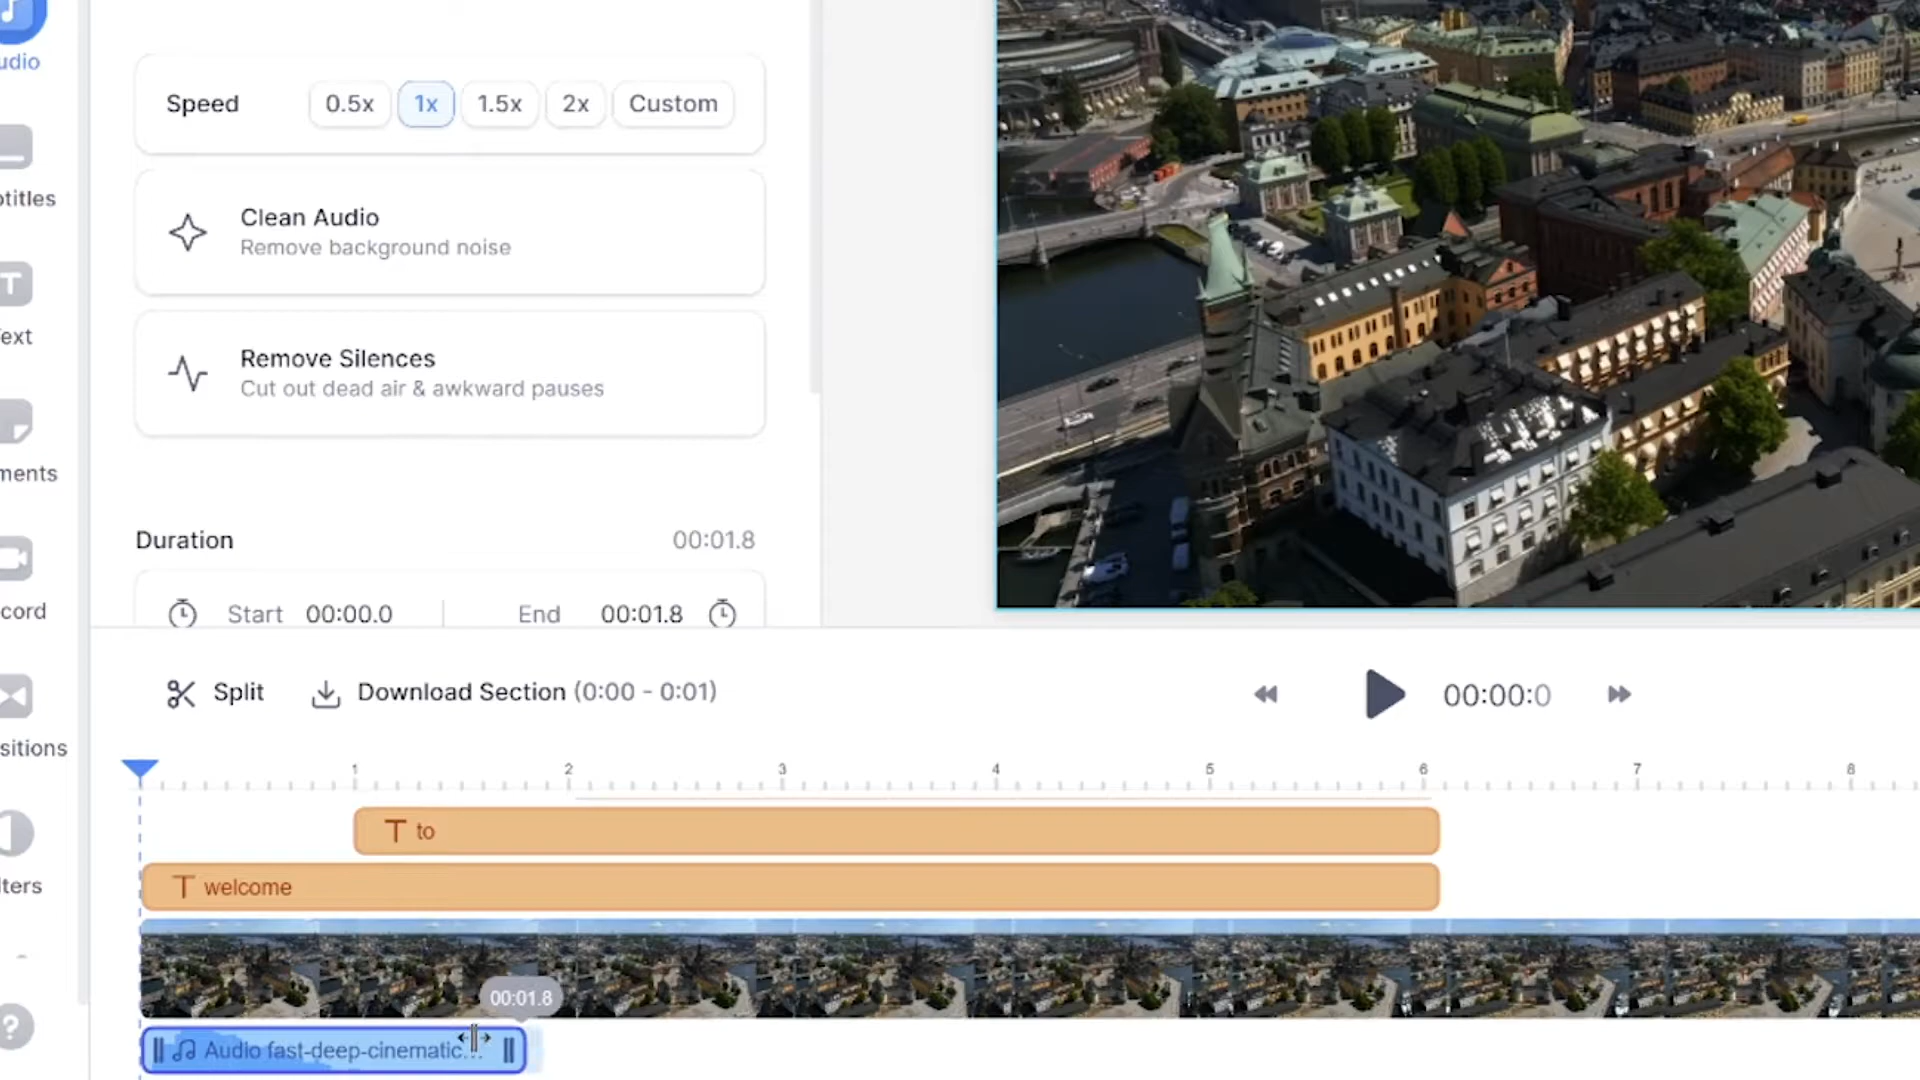 udio
Speed 0.5x 1x 1.5x 2x Custom
otitles
Clean Audio
Remove background noise
ext
Remove Silences
Cut out dead air & awkward pauses
ments
Duration 00:01.8
cord
Start 00:00.0 End 00:01.8
Split Download Section (0:00 - 0:01) 00:00:0
sitions
1 2 3 4 5 6 7 8
T to
T welcome
lters
00:01.8
Audio fast-deep-cinematic...
?